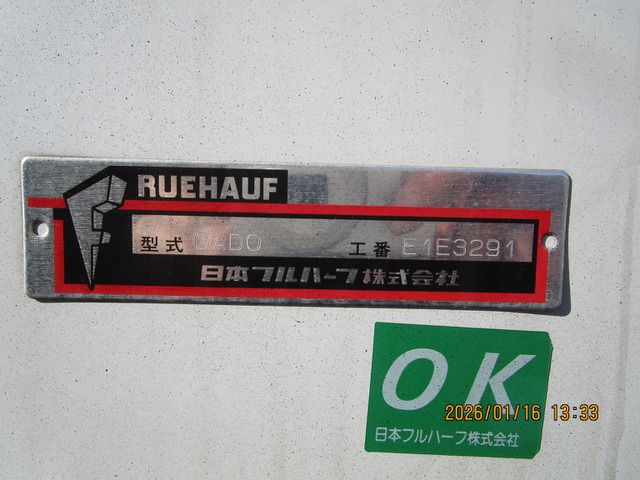 RUEHAUF
型式 GADO 工番 E1E3291
日本フルハーフ株式会社
OK
2026/01/16 13:33
日本フルハーフ株式会社